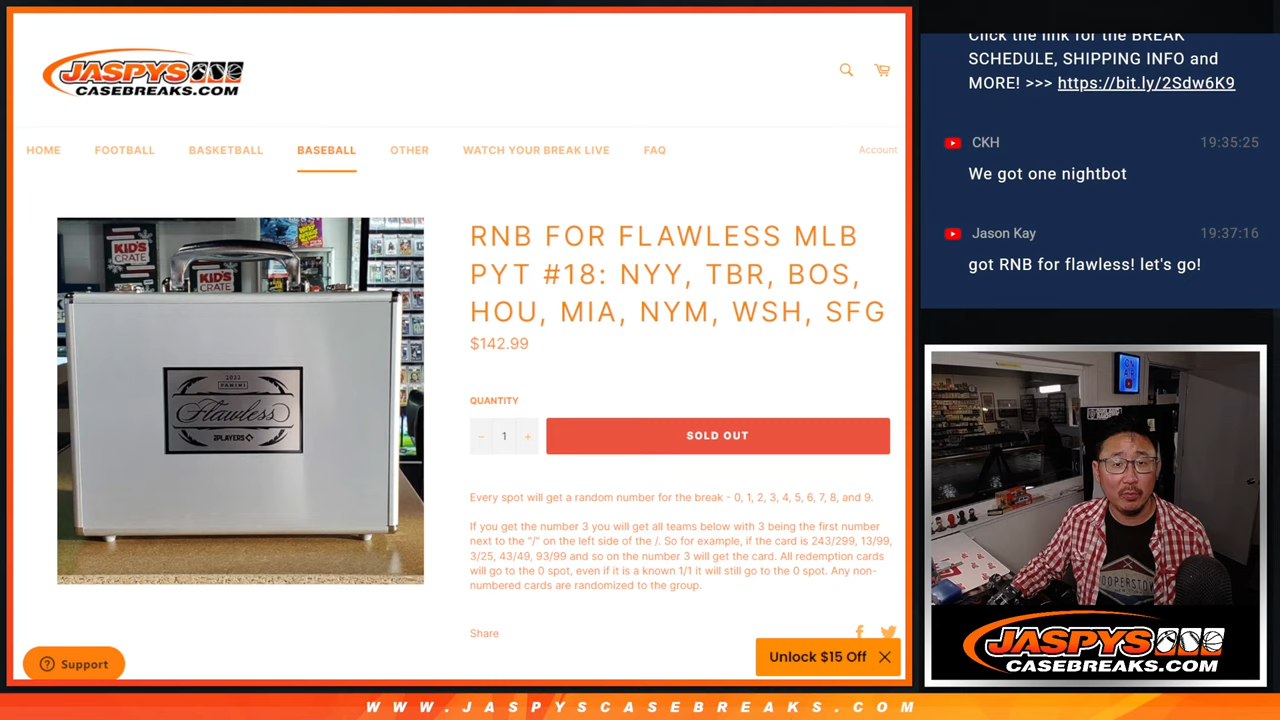 JASPYS
CASEBREAKS.COM
HOME
FOOTBALL
BASKETBALL
BASEBALL
OTHER
WATCH YOUR BREAK LIVE
FAQ
Account
KID'S
CRATE
KID'S
CRATE
PANINI
Flawless
2PLAYERS
RNB FOR FLAWLESS MLB
PYT #18: NYY, TBR, BOS,
HOU, MIA, NYM, WSH, SFG
$142.99
QUANTITY
− 1 +
SOLD OUT
Every spot will get a random number for the break - 0, 1, 2, 3, 4, 5, 6, 7, 8, and 9.
If you get the number 3 you will get all teams below with 3 being the first number
next to the "/" on the left side of the /. So for example, if the card is 243/299, 13/99,
3/25, 43/49, 93/99 and so on the number 3 will get the card. All redemption cards
will go to the 0 spot, even if it is a known 1/1 it will still go to the 0 spot. Any non-
numbered cards are randomized to the group.
Share
Support
Unlock $15 Off
Click the link for the BREAK
SCHEDULE, SHIPPING INFO and
MORE! >>> https://bit.ly/2Sdw6K9
CKH 19:35:25
We got one nightbot
Jason Kay 19:37:16
got RNB for flawless! let's go!
ON
AIR
JASPYS
CASEBREAKS.COM
WWW.JASPYSCASEBREAKS.COM